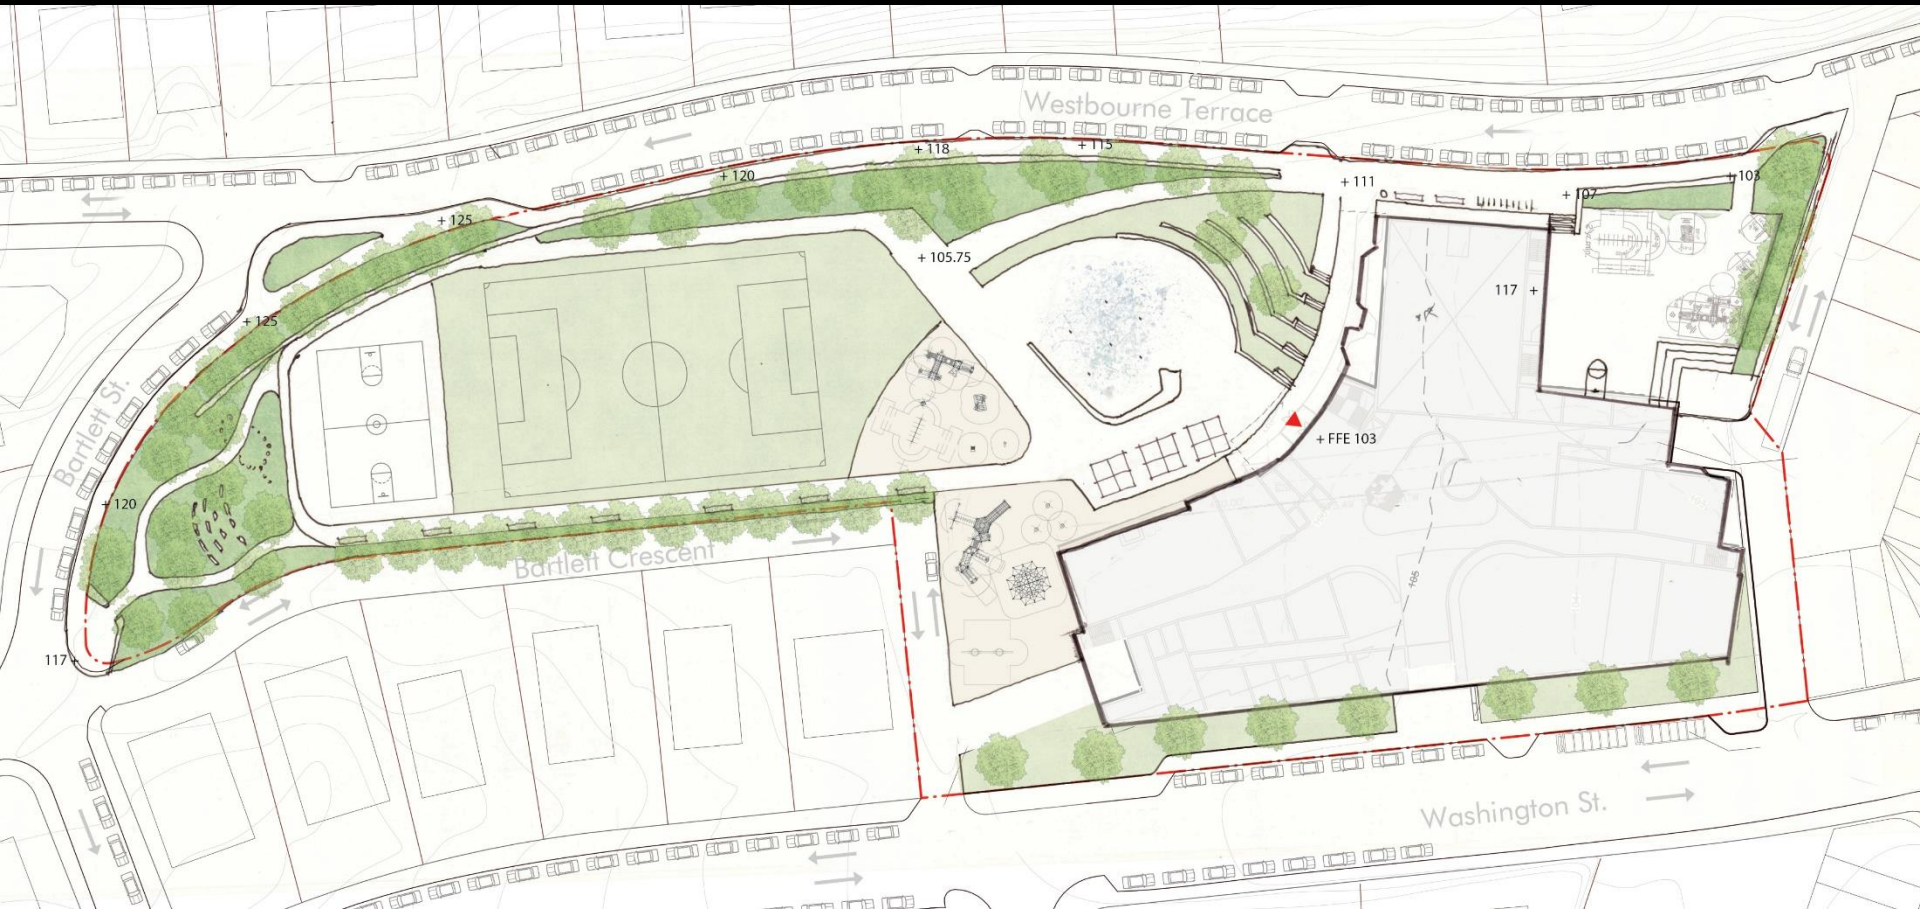 Westbourne Terrace
+ 118
+ 115
+ 120
+ 111
+ 103
+ 107
+ 125
+ 105.75
117 +
+ 125
Bartlett St.
+ FFE 103
+ 120
Bartlett Crescent
105
117 +
Washington St.